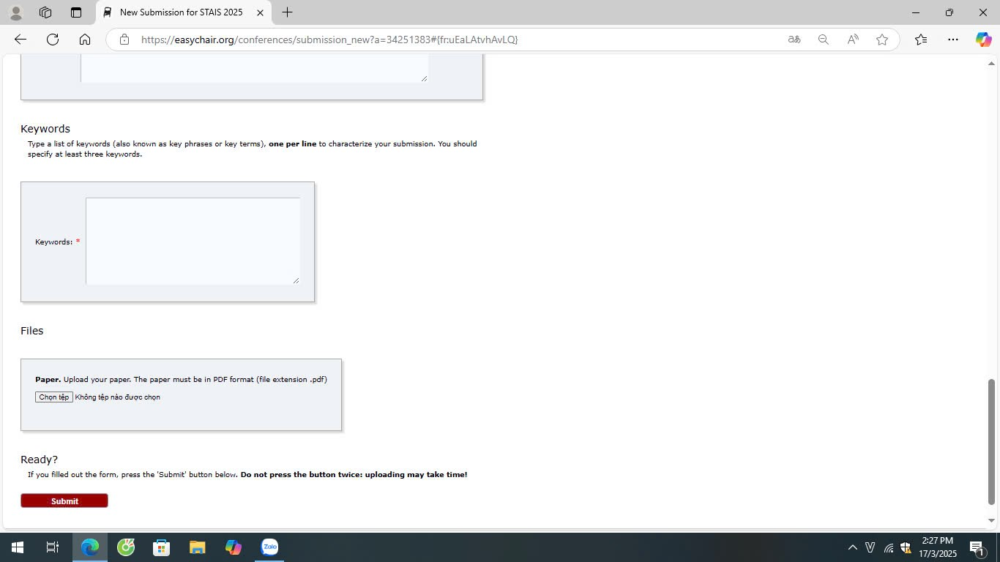 New Submission for STAIS 2025
https://easychair.org/conferences/submission_new?a=34251383#{fr:uEaLAtvhAvLQ}
Keywords
Type a list of keywords (also known as key phrases or key terms), one per line to characterize your submission. You should
specify at least three keywords.
Keywords: *
Files
Paper. Upload your paper. The paper must be in PDF format (file extension .pdf)
Chọn tệp Không tệp nào được chọn
Ready?
If you filled out the form, press the 'Submit' button below. Do not press the button twice: uploading may take time!
Submit
Zalo
V
2:27 PM
17/3/2025
1